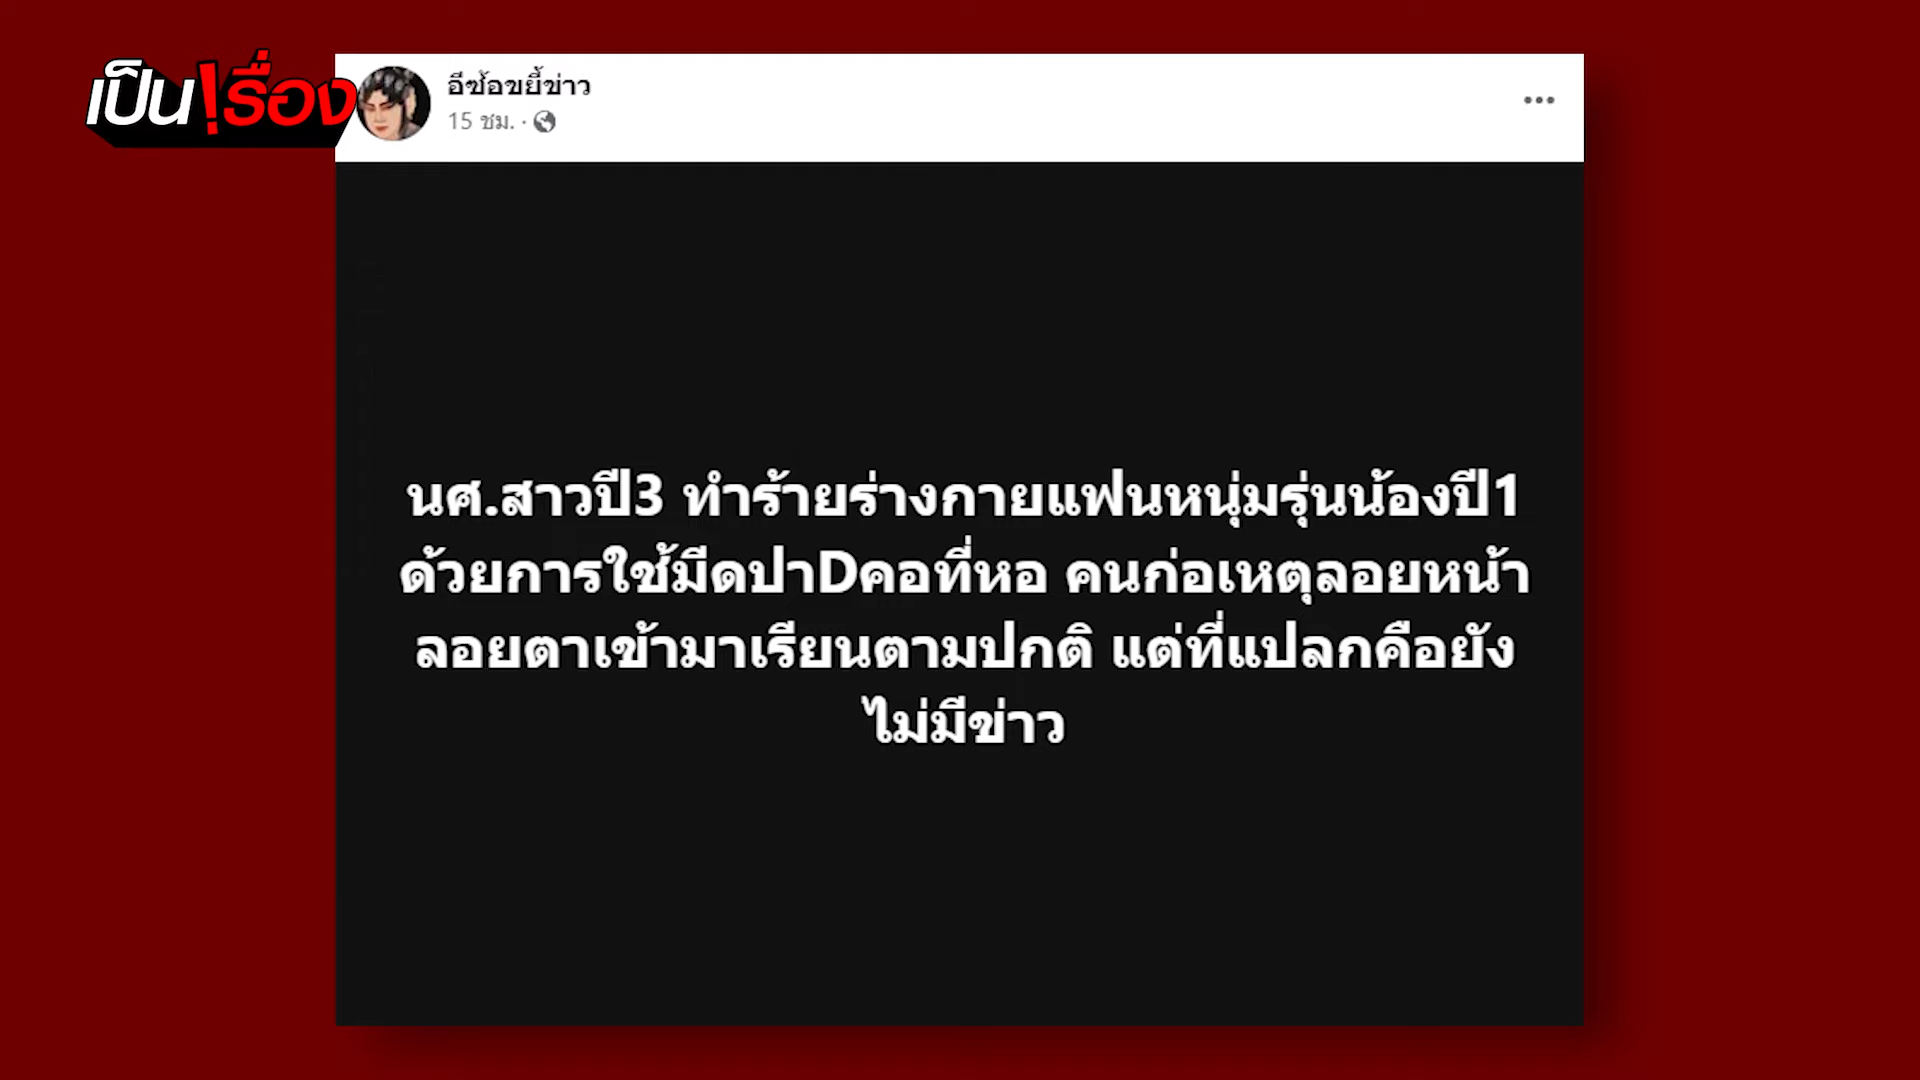 เป็น!รื่อง
อีซ้อขยี้ข่าว
15 ชม. ·
นศ.สาวปี3 ทำร้ายร่างกายแฟนหนุ่มรุ่นน้องปี1
ด้วยการใช้มีดปาDคอที่หอ คนก่อเหตุลอยหน้า
ลอยตาเข้ามาเรียนตามปกติ แต่ที่แปลกคือยัง
ไม่มีข่าว